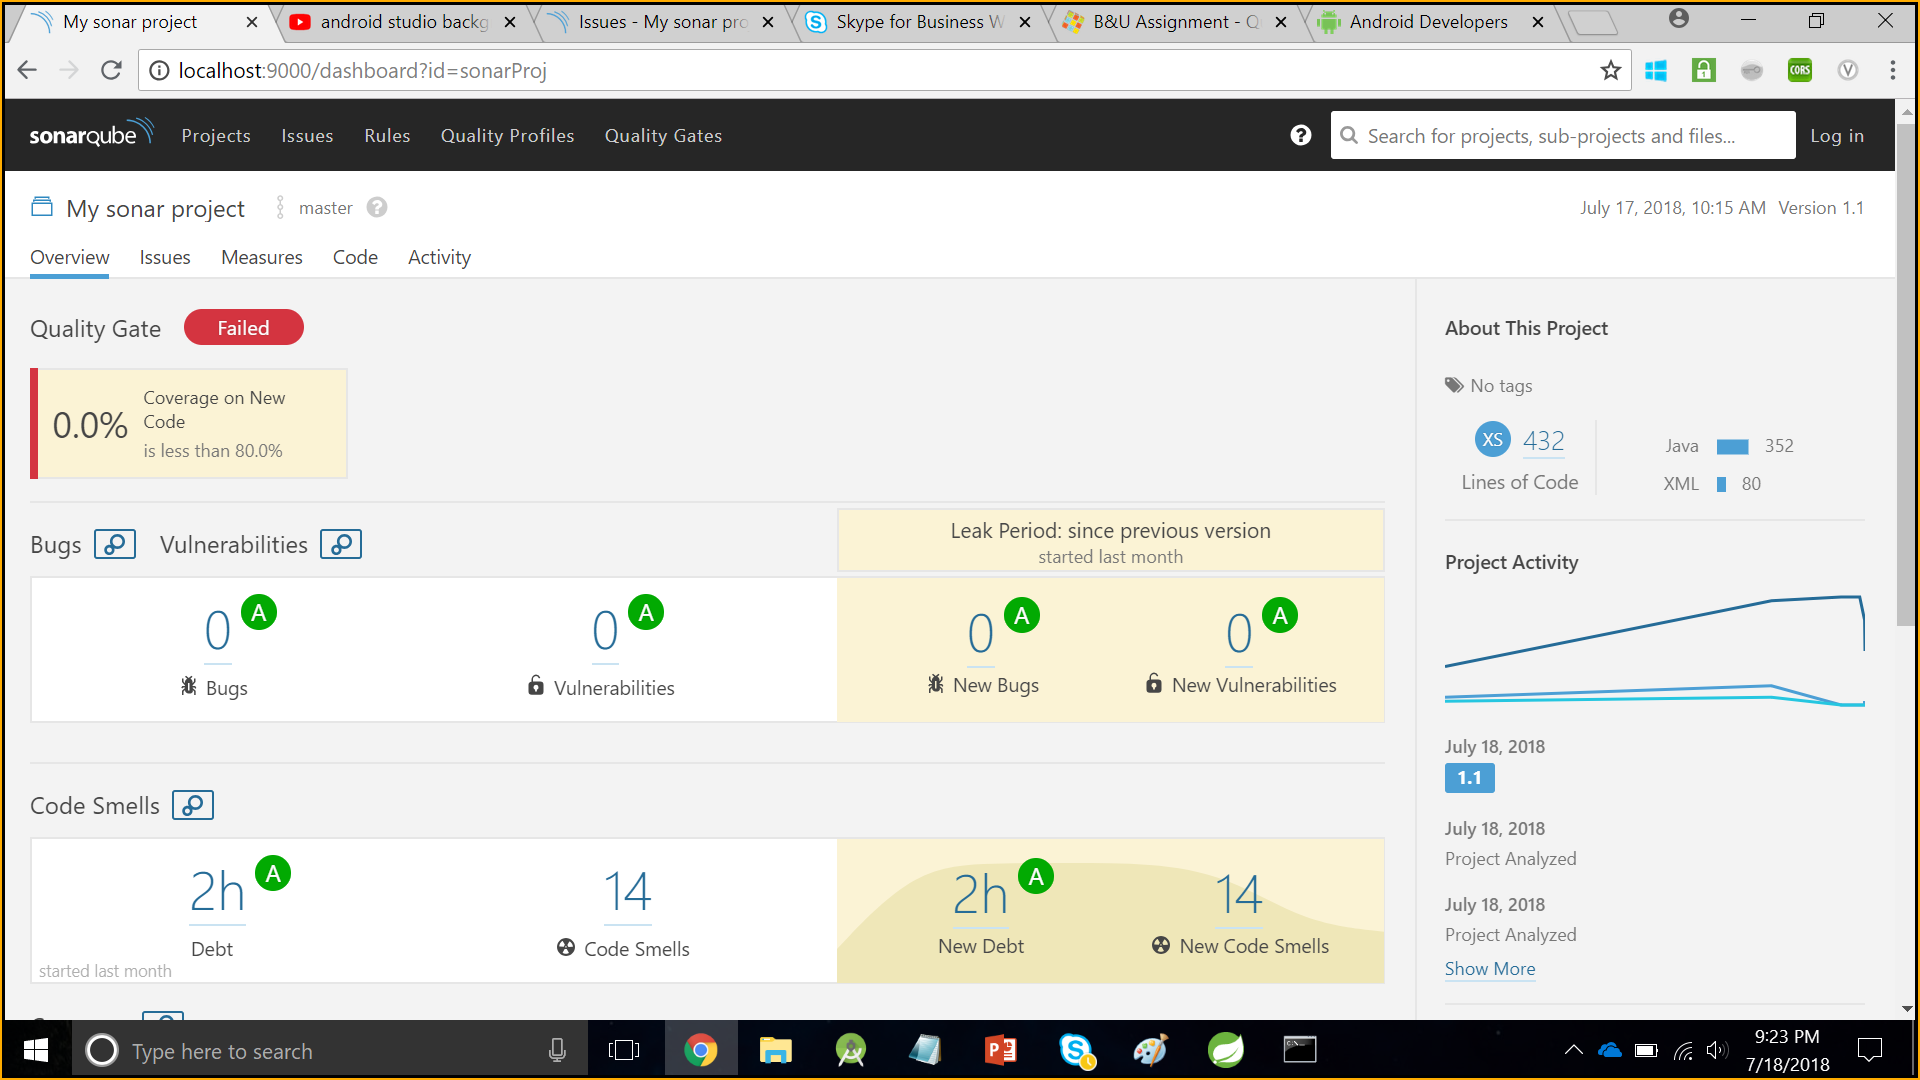 My sonar project
android studio backg
Issues - My sonar pro
Skype for Business W
B&U Assignment - Q
Android Developers
localhost:9000/dashboard?id=sonarProj
CORS
sonarqube
Projects
Issues
Rules
Quality Profiles
Quality Gates
Search for projects, sub-projects and files...
Log in
My sonar project
master
July 17, 2018, 10:15 AM Version 1.1
Overview
Issues
Measures
Code
Activity
Quality Gate
Failed
0.0%
Coverage on New
Code
is less than 80.0%
Bugs
Vulnerabilities
Leak Period: since previous version
started last month
0 A
Bugs
0 A
Vulnerabilities
0 A
New Bugs
0 A
New Vulnerabilities
Code Smells
2h A
Debt
14
Code Smells
started last month
2h A
New Debt
14
New Code Smells
About This Project
No tags
XS 432
Lines of Code
Java 352
XML 80
Project Activity
July 18, 2018
1.1
July 18, 2018
Project Analyzed
July 18, 2018
Project Analyzed
Show More
Type here to search
9:23 PM
7/18/2018